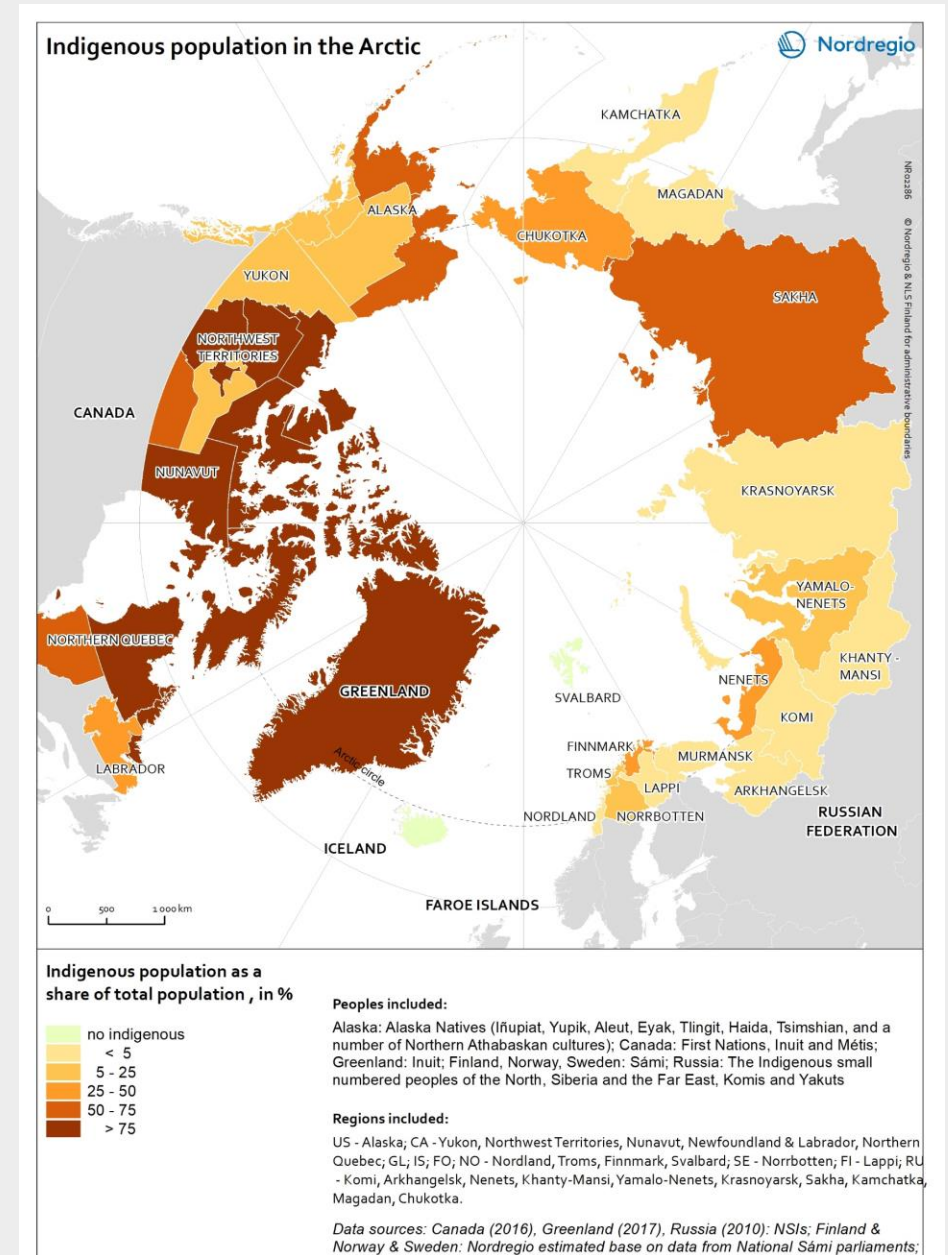 Indigenous population in the Arctic
Nordregio
KAMCHATKA
MAGADAN
ALASKA
CHUKOTKA
YUKON
SAKHA
NORTHWEST
TERRITORIES
CANADA
NUNAVUT
KRASNOYARSK
YAMALO-
NENETS
NORTHERN QUEBEC
KHANTY -
MANSI
NENETS
GREENLAND
SVALBARD
KOMI
FINNMARK
MURMANSK
LABRADOR
Arctic circle
TROMS
LAPPI
ARKHANGELSK
NORDLAND
NORRBOTTEN
RUSSIAN
FEDERATION
ICELAND
FAROE ISLANDS
0 500 1 000 km
NR02286 © Nordregio & NLS Finland for administrative boundaries
Indigenous population as a
share of total population , in %
no indigenous
< 5
5 - 25
25 - 50
50 - 75
> 75
Peoples included:
Alaska: Alaska Natives (Iñupiat, Yupik, Aleut, Eyak, Tlingit, Haida, Tsimshian, and a
number of Northern Athabaskan cultures); Canada: First Nations, Inuit and Métis;
Greenland: Inuit; Finland, Norway, Sweden: Sámi; Russia: The Indigenous small
numbered peoples of the North, Siberia and the Far East, Komis and Yakuts
Regions included:
US - Alaska; CA - Yukon, Northwest Territories, Nunavut, Newfoundland & Labrador, Northern
Quebec; GL; IS; FO; NO - Nordland, Troms, Finnmark, Svalbard; SE - Norrbotten; FI - Lappi; RU
- Komi, Arkhangelsk, Nenets, Khanty-Mansi, Yamalo-Nenets, Krasnoyarsk, Sakha, Kamchatka,
Magadan, Chukotka.
Data sources: Canada (2016), Greenland (2017), Russia (2010): NSIs; Finland &
Norway & Sweden: Nordregio estimated base on data from National Sámi parliaments;